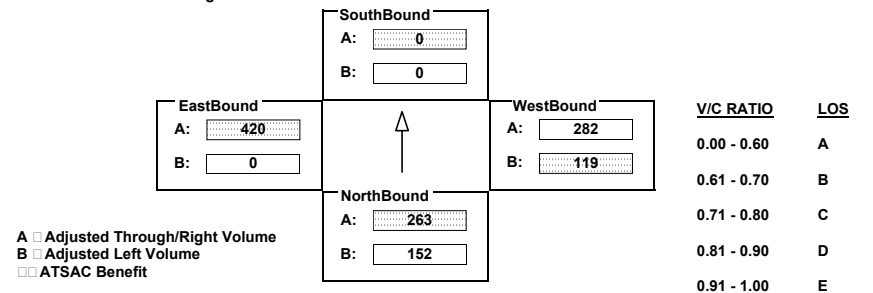 SouthBound
A: 0
B: 0
EastBound
A: 420
B: 0
WestBound
A: 282
B: 119
NorthBound
A: 263
B: 152
A □ Adjusted Through/Right Volume
B □ Adjusted Left Volume
□□ ATSAC Benefit
V/C RATIO LOS
0.00 - 0.60 A
0.61 - 0.70 B
0.71 - 0.80 C
0.81 - 0.90 D
0.91 - 1.00 E